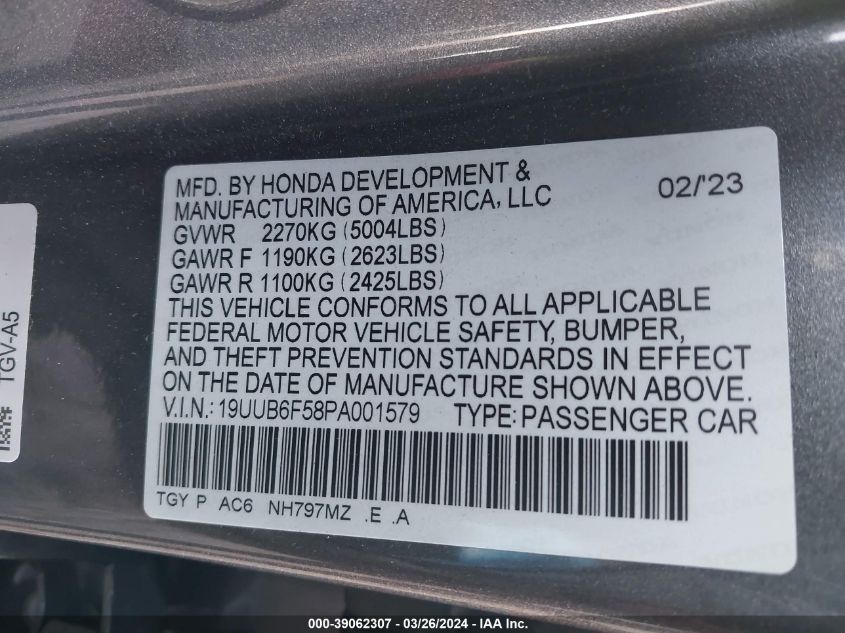 MFD. BY HONDA DEVELOPMENT & 02/'23
MANUFACTURING OF AMERICA, LLC
GVWR 2270KG (5004LBS)
GAWR F 1190KG (2623LBS)
GAWR R 1100KG (2425LBS)
THIS VEHICLE CONFORMS TO ALL APPLICABLE
FEDERAL MOTOR VEHICLE SAFETY, BUMPER,
AND THEFT PREVENTION STANDARDS IN EFFECT
ON THE DATE OF MANUFACTURE SHOWN ABOVE.
V.I.N.: 19UUB6F58PA001579 TYPE: PASSENGER CAR
TGY P AC6 NH797MZ .E .A
TGV-A5
000-39062307 / 03/26/2024 - IAAI Inc.